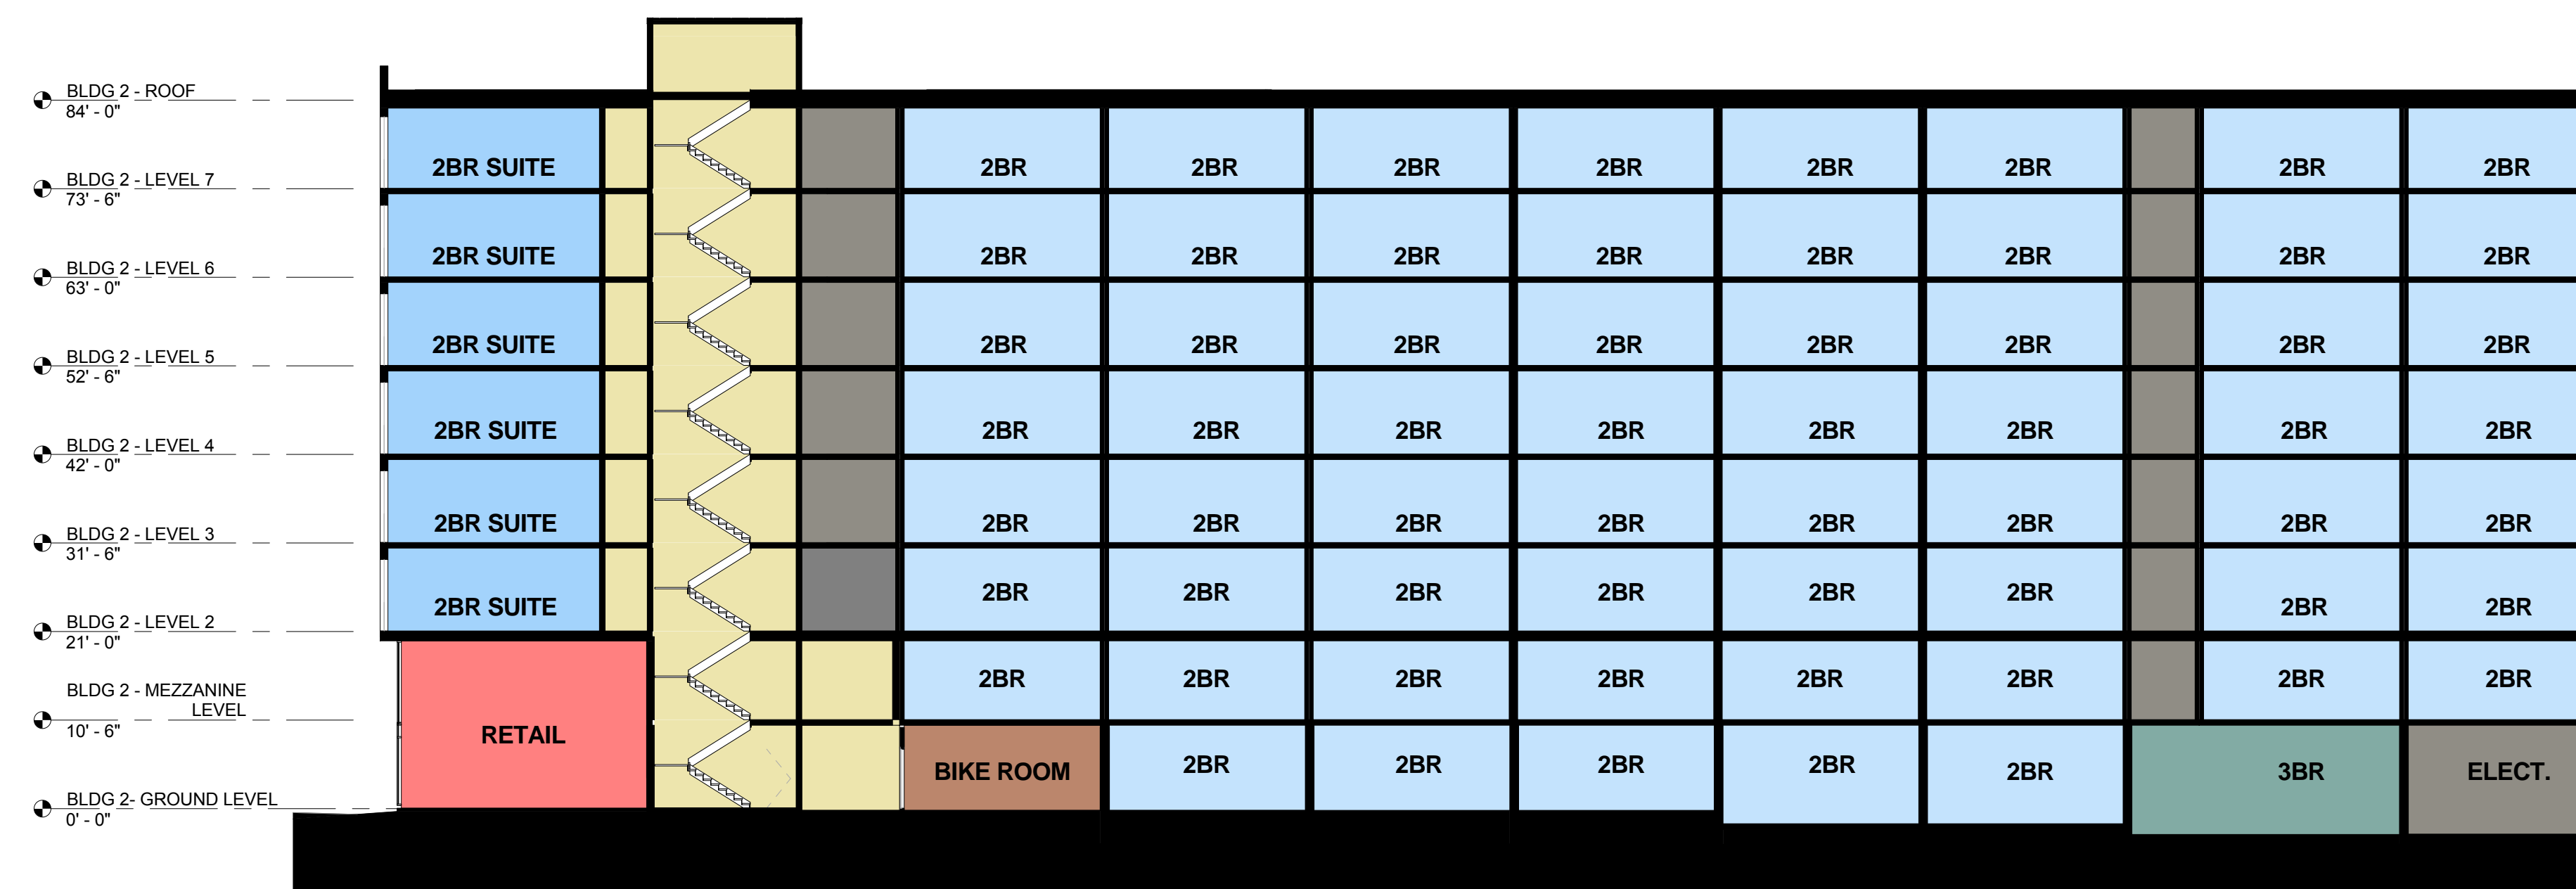 BLDG 2 - ROOF
84' - 0"
2BR SUITE 2BR 2BR 2BR 2BR 2BR 2BR 2BR 2BR
BLDG 2 - LEVEL 7
73' - 6"
2BR SUITE 2BR 2BR 2BR 2BR 2BR 2BR 2BR 2BR
BLDG 2 - LEVEL 6
63' - 0"
2BR SUITE 2BR 2BR 2BR 2BR 2BR 2BR 2BR 2BR
BLDG 2 - LEVEL 5
52' - 6"
2BR SUITE 2BR 2BR 2BR 2BR 2BR 2BR 2BR 2BR
BLDG 2 - LEVEL 4
42' - 0"
2BR SUITE 2BR 2BR 2BR 2BR 2BR 2BR 2BR 2BR
BLDG 2 - LEVEL 3
31' - 6"
2BR SUITE 2BR 2BR 2BR 2BR 2BR 2BR 2BR 2BR
BLDG 2 - LEVEL 2
21' - 0"
2BR 2BR 2BR 2BR 2BR 2BR 2BR 2BR
BLDG 2 - MEZZANINE
LEVEL
10' - 6"
RETAIL
BIKE ROOM 2BR 2BR 2BR 2BR 2BR 3BR ELECT.
BLDG 2- GROUND LEVEL
0' - 0"